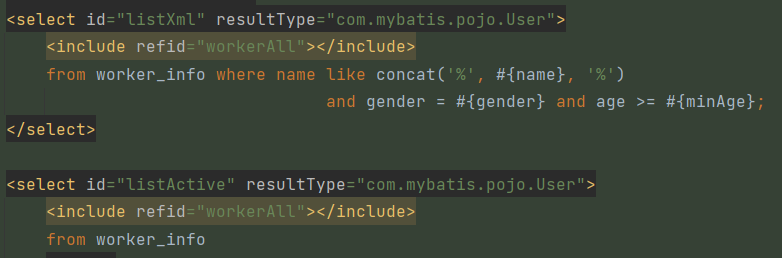 <select id="listXml" resultType="com.mybatis.pojo.User">
    <include refid="workerAll"></include>
    from worker_info where name like concat('%', #{name}, '%')
                                and gender = #{gender} and age >= #{minAge};
</select>
<select id="listActive" resultType="com.mybatis.pojo.User">
    <include refid="workerAll"></include>
    from worker_info